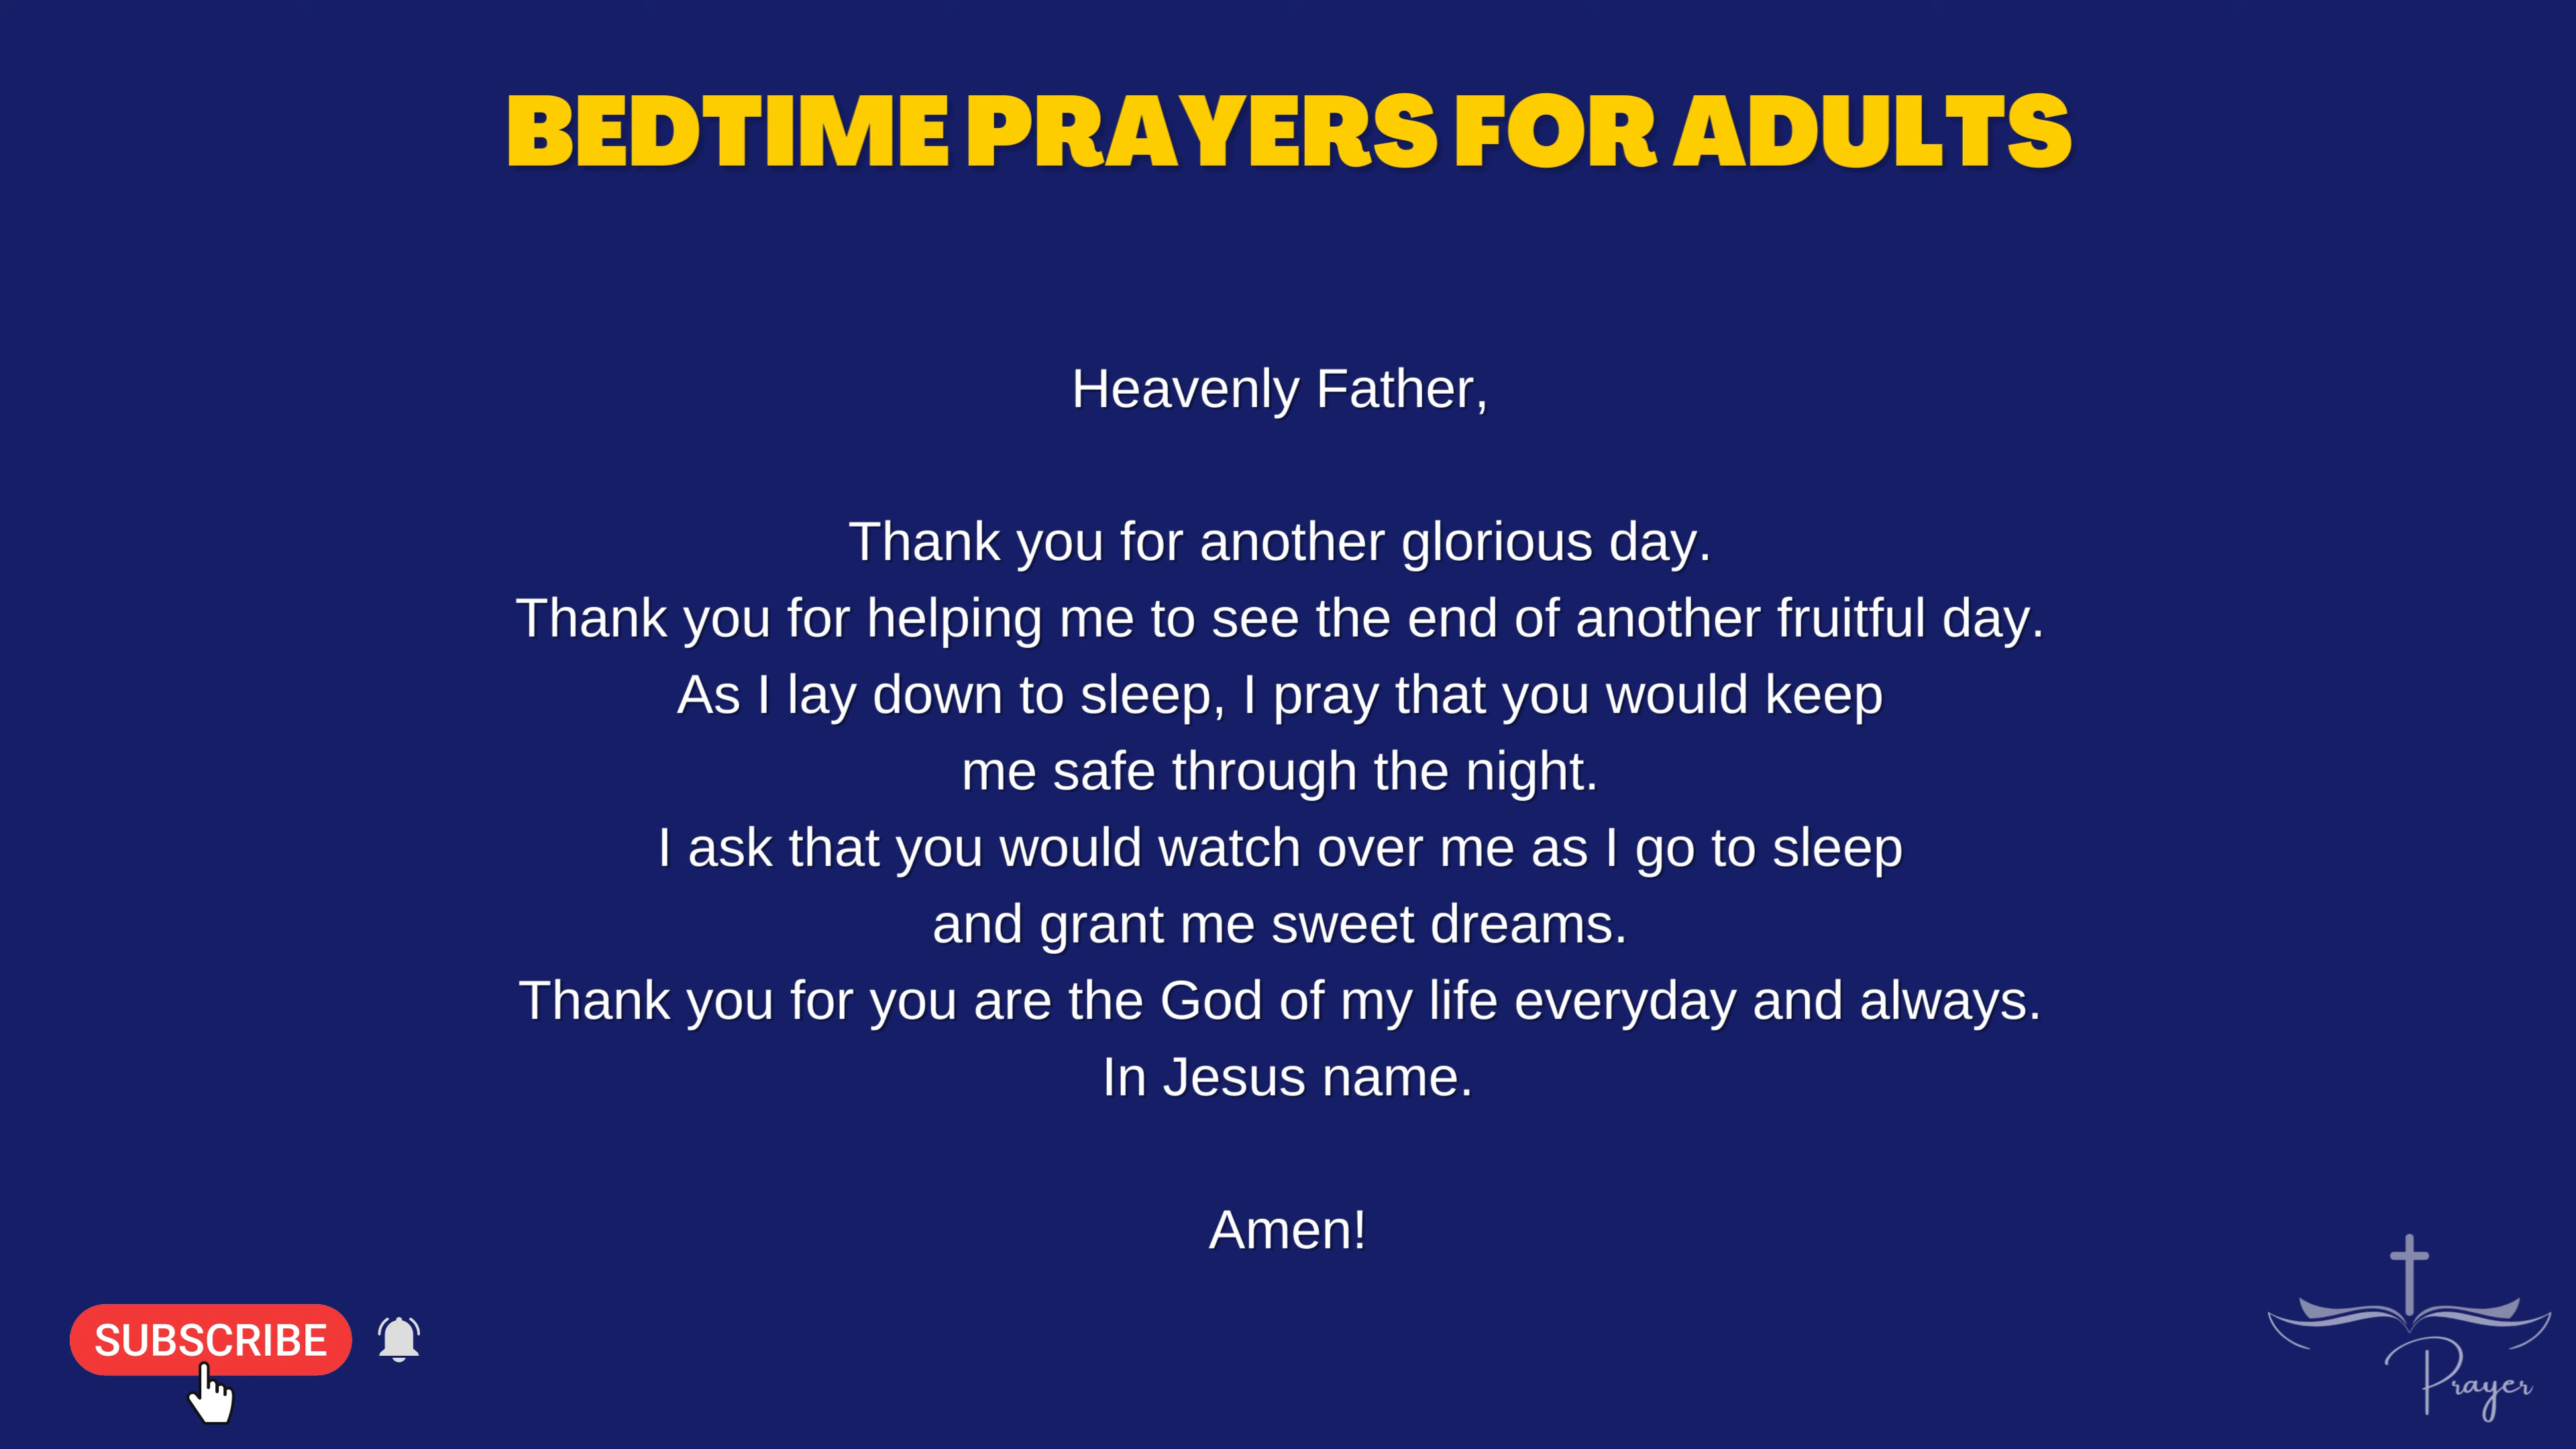 BEDTIME PRAYERS FOR ADULTS
Heavenly Father,
Thank you for another glorious day.
Thank you for helping me to see the end of another fruitful day.
As I lay down to sleep, I pray that you would keep
me safe through the night.
I ask that you would watch over me as I go to sleep
and grant me sweet dreams.
Thank you for you are the God of my life everyday and always.
In Jesus name.
Amen!
SUBSCRIBE
Prayer